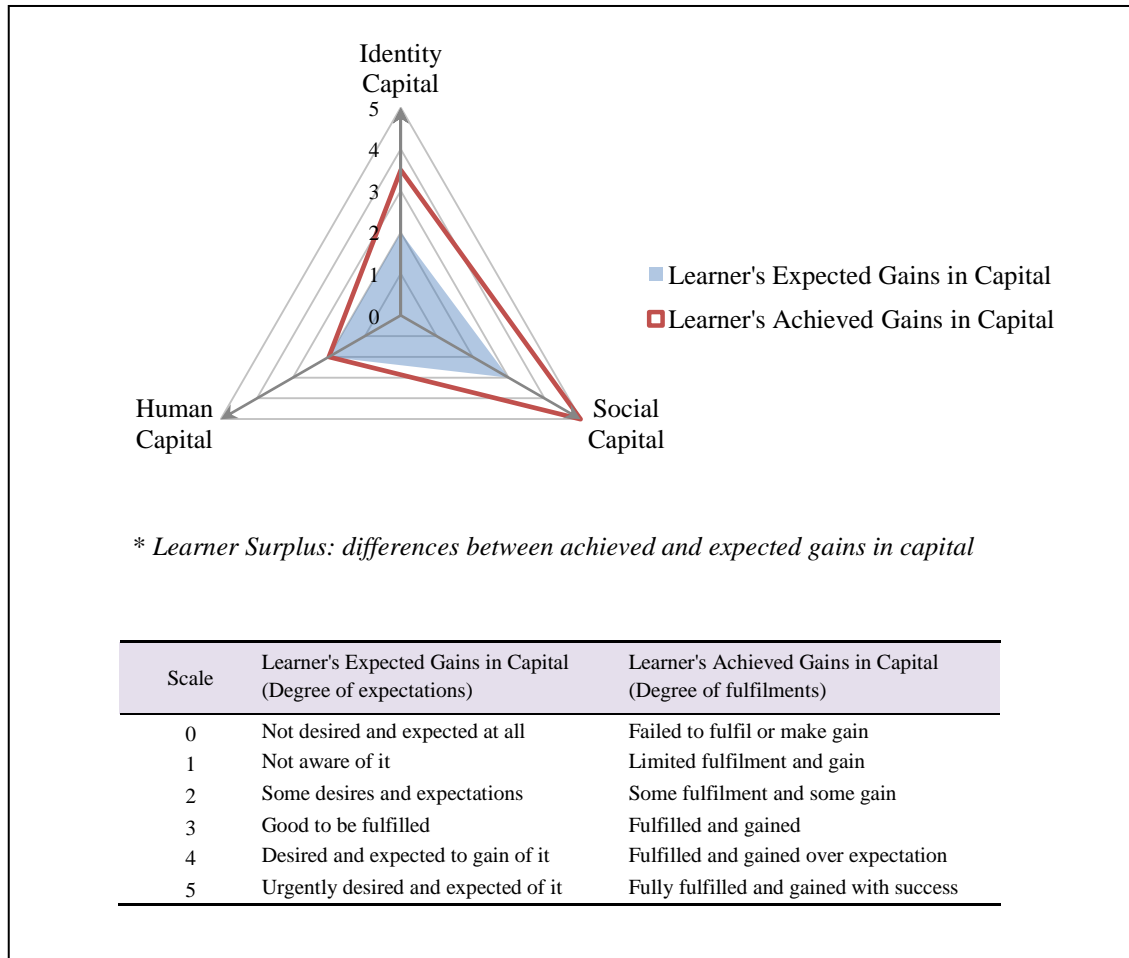 Identity
Capital
5
4
3
2
1
0
Learner's Expected Gains in Capital
Learner's Achieved Gains in Capital
Human
Capital
Social
Capital
* Learner Surplus: differences between achieved and expected gains in capital
Scale
Learner's Expected Gains in Capital
(Degree of expectations)
Learner's Achieved Gains in Capital
(Degree of fulfilments)
0 Not desired and expected at all Failed to fulfil or make gain
1 Not aware of it Limited fulfilment and gain
2 Some desires and expectations Some fulfilment and some gain
3 Good to be fulfilled Fulfilled and gained
4 Desired and expected to gain of it Fulfilled and gained over expectation
5 Urgently desired and expected of it Fully fulfilled and gained with success